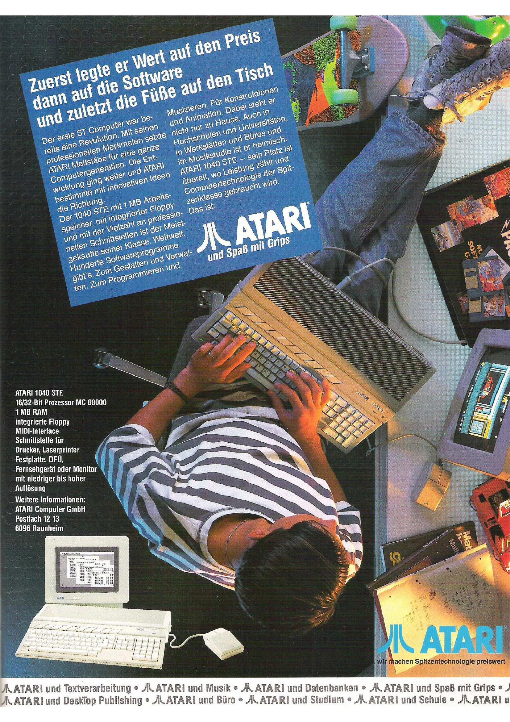 Zuerst legte er Wert auf den Preis
dann auf die Software
und zuletzt die Füße auf den Tisch
Der erste ST Computer war be-
reits eine Revolution. Mit seinen
professionellen Merkmalen setzte
ATARI Maßstäbe für eine ganze
Computergeneration. Die Ent-
wicklung ging weiter und ATARI
bestimmte mit innovativen Ideen
die Richtung.
Der 1040 STE mit 1 MB Arbeits-
speicher, mit integrierter Floppy
und mit der Vielzahl an professio-
nellen Schnittstellen ist der Meist-
gekaufte seiner Klasse. Weltweit.
Hunderte Softwareprogramme
gibt's. Zum Gestalten und Verwal-
ten. Zum Programmieren und
Musizieren. Für Konstruktionen
und Animation. Dabei steht er
nicht nur zu Hause. Auch in
Hochschulen und Universitäten,
in Werkstätten und Büros und
im Musikstudio ist er heimisch.
ATARI 1040 STE – sein Platz ist
überall, wo Leistung zählt und
Computertechnologie der Spit-
zenklasse gebraucht wird.
Das ist
ATARI
und Spaß mit Grips
ATARI 1040 STE
16/32-Bit Prozessor MC 68000
1 MB RAM
integrierte Floppy
MIDI-Interface
Schnittstelle für
Drucker, Laserprinter
Festplatte, DFÜ,
Fernsehgerät oder Monitor
mit niedriger bis hoher
Auflösung
Weitere Informationen:
ATARI Computer GmbH
Postfach 12 13
6096 Raunheim
ATARI
wir machen Spitzentechnologie preiswert
ATARI und Textverarbeitung • ATARI und Musik • ATARI und Datenbanken • ATARI und Spaß mit Grips •
ATARI und DeskTop Publishing • ATARI und Büro • ATARI und Studium • ATARI und Schule • ATARI u